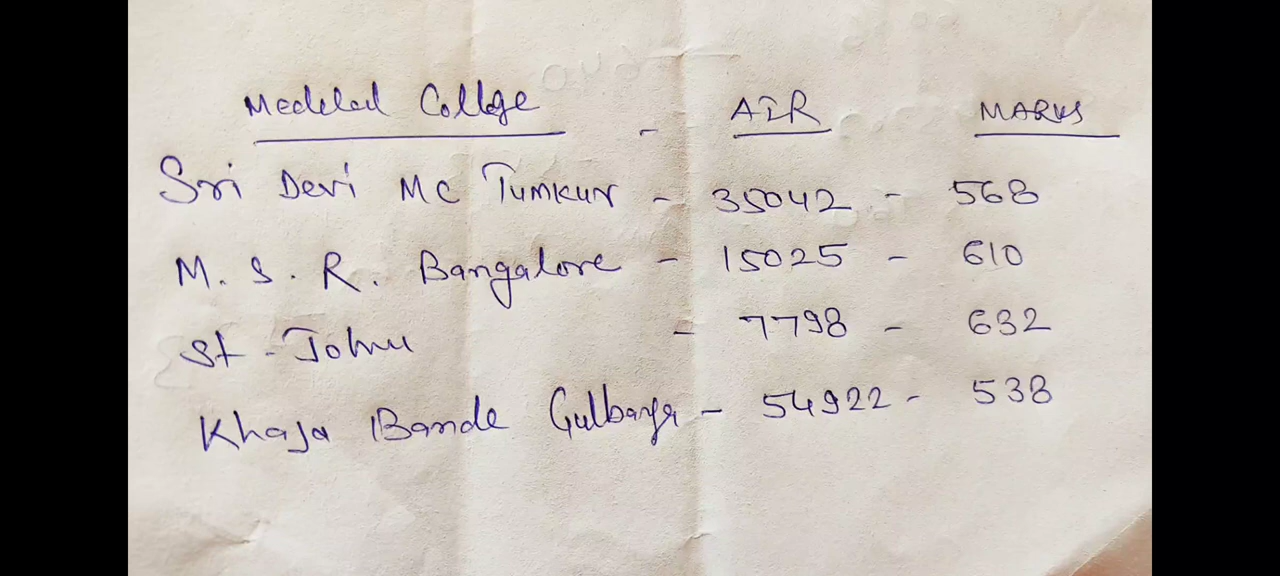 Medical College - AIR MARKS
Sri Devi MC Tumkur - 35042 - 568
M. S. R. Bangalore - 15025 - 610
St - John - 7798 - 632
Khaja Bande Gulbarga - 54922 - 538